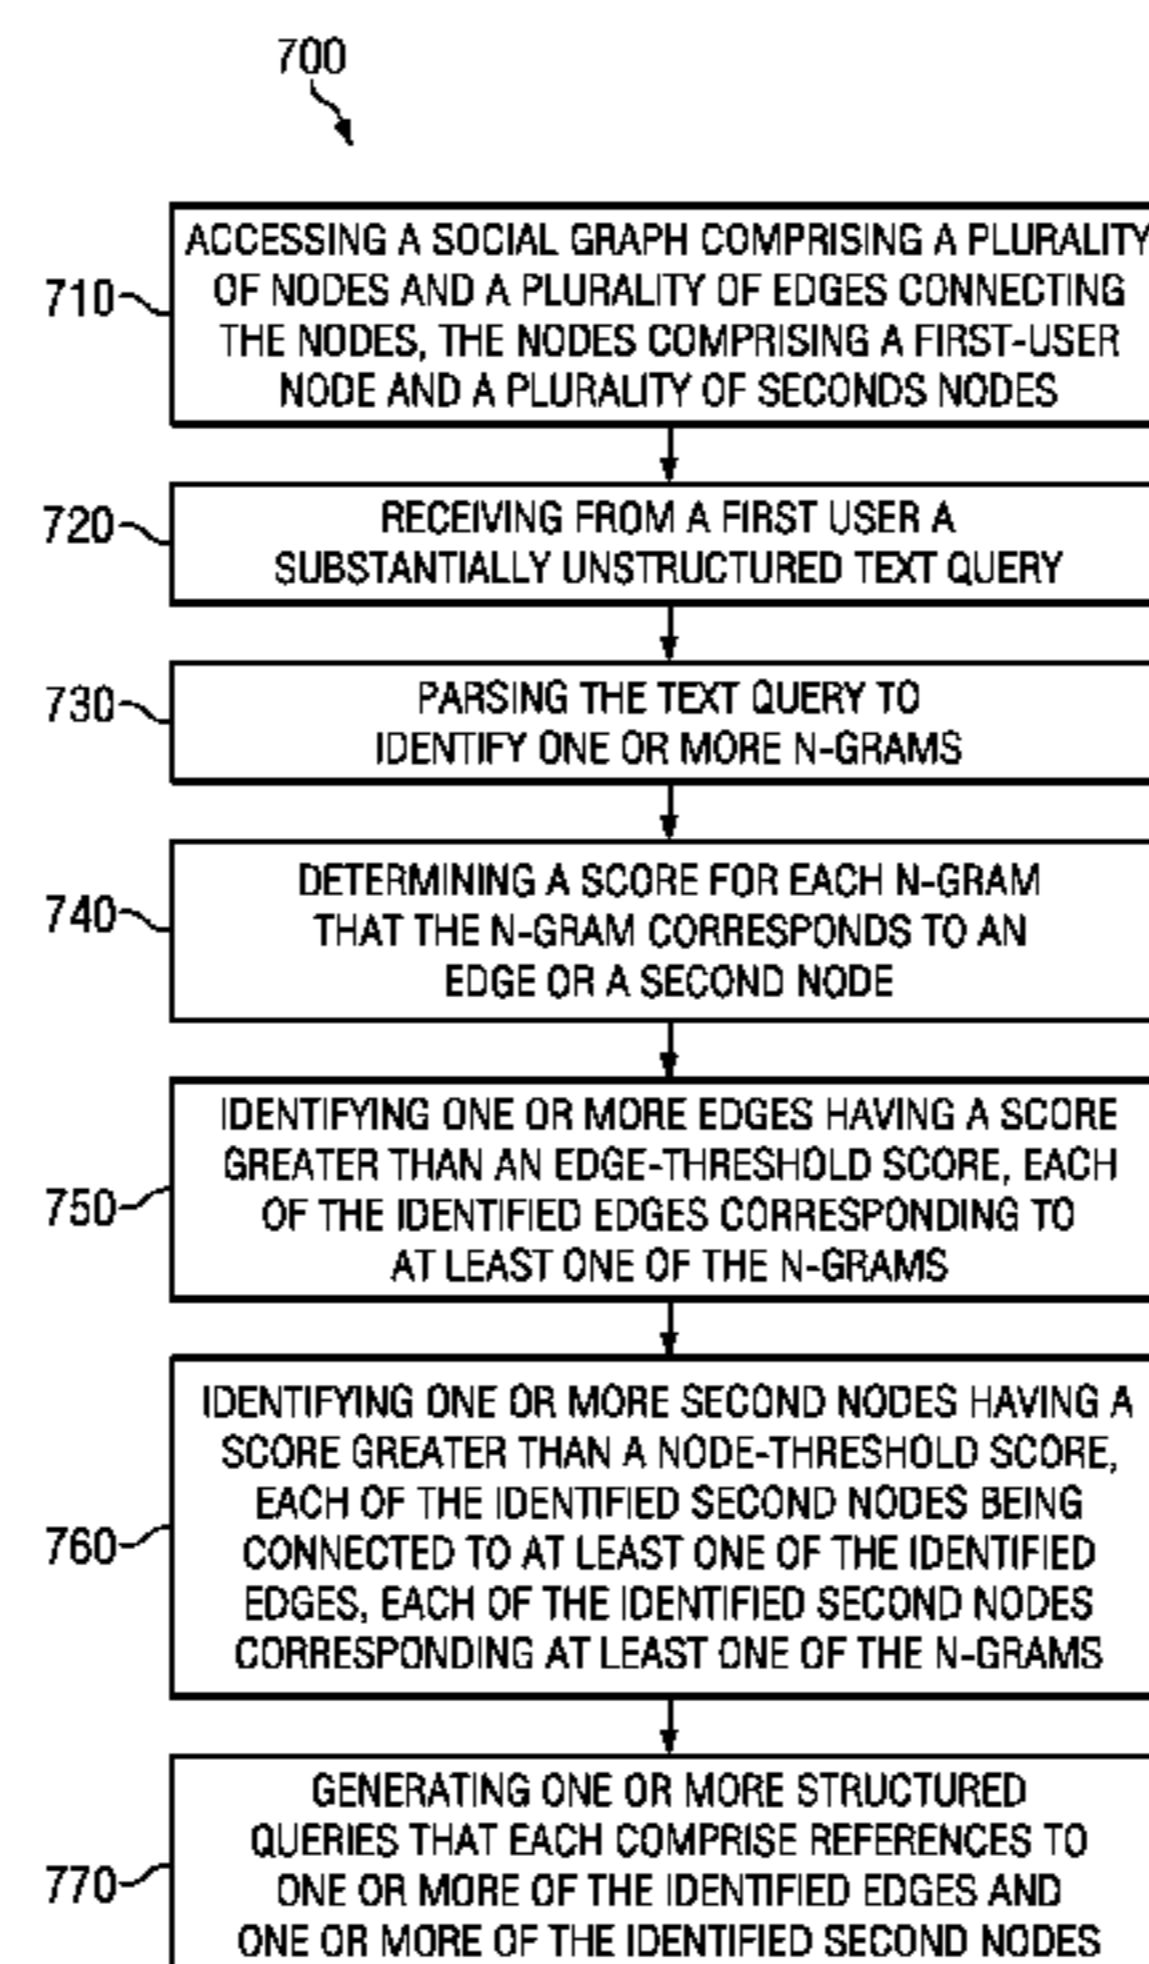 700
710
ACCESSING A SOCIAL GRAPH COMPRISING A PLURALITY
OF NODES AND A PLURALITY OF EDGES CONNECTING
THE NODES, THE NODES COMPRISING A FIRST-USER
NODE AND A PLURALITY OF SECONDS NODES
720
RECEIVING FROM A FIRST USER A
SUBSTANTIALLY UNSTRUCTURED TEXT QUERY
730
PARSING THE TEXT QUERY TO
IDENTIFY ONE OR MORE N-GRAMS
740
DETERMINING A SCORE FOR EACH N-GRAM
THAT THE N-GRAM CORRESPONDS TO AN
EDGE OR A SECOND NODE
750
IDENTIFYING ONE OR MORE EDGES HAVING A SCORE
GREATER THAN AN EDGE-THRESHOLD SCORE, EACH
OF THE IDENTIFIED EDGES CORRESPONDING TO
AT LEAST ONE OF THE N-GRAMS
760
IDENTIFYING ONE OR MORE SECOND NODES HAVING A
SCORE GREATER THAN A NODE-THRESHOLD SCORE,
EACH OF THE IDENTIFIED SECOND NODES BEING
CONNECTED TO AT LEAST ONE OF THE IDENTIFIED
EDGES, EACH OF THE IDENTIFIED SECOND NODES
CORRESPONDING AT LEAST ONE OF THE N-GRAMS
770
GENERATING ONE OR MORE STRUCTURED
QUERIES THAT EACH COMPRISE REFERENCES TO
ONE OR MORE OF THE IDENTIFIED EDGES AND
ONE OR MORE OF THE IDENTIFIED SECOND NODES